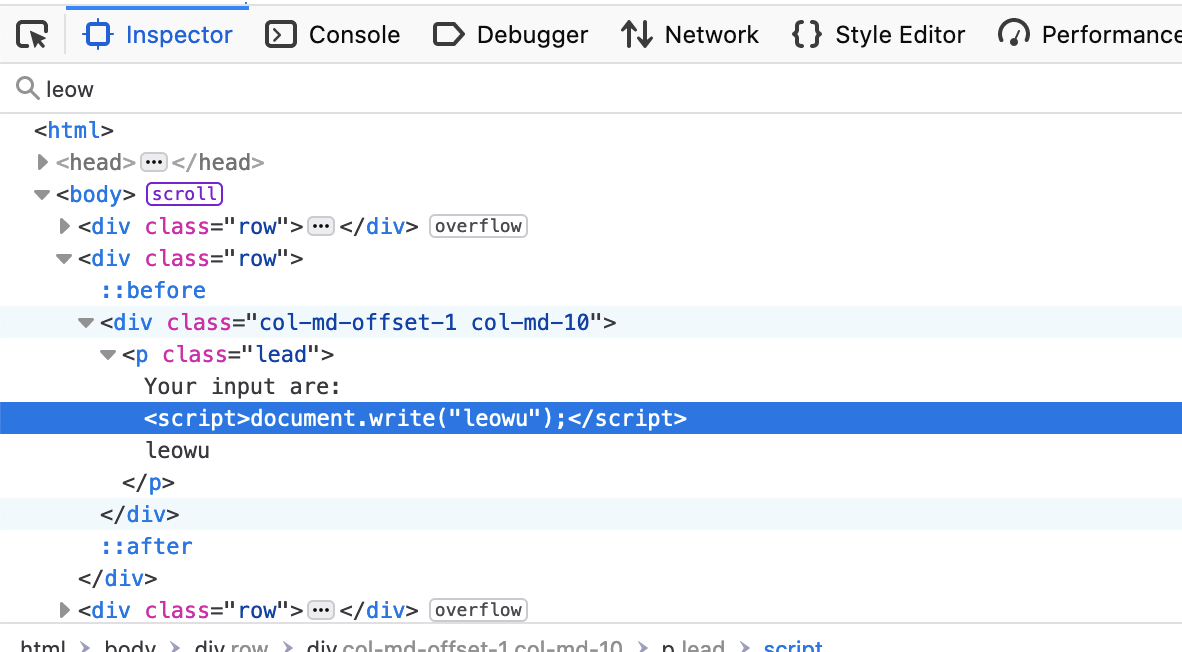 Inspector Console Debugger Network Style Editor Performance
leow
<html>
<head>···</head>
<body> scroll
<div class="row">···</div> overflow
<div class="row">
::before
<div class="col-md-offset-1 col-md-10">
<p class="lead">
Your input are:
<script>document.write("leowu");</script>
leowu
</p>
</div>
::after
</div>
<div class="row">···</div> overflow
html > body > div.row > div.col-md-offset-1.col-md-10 > p.lead > script